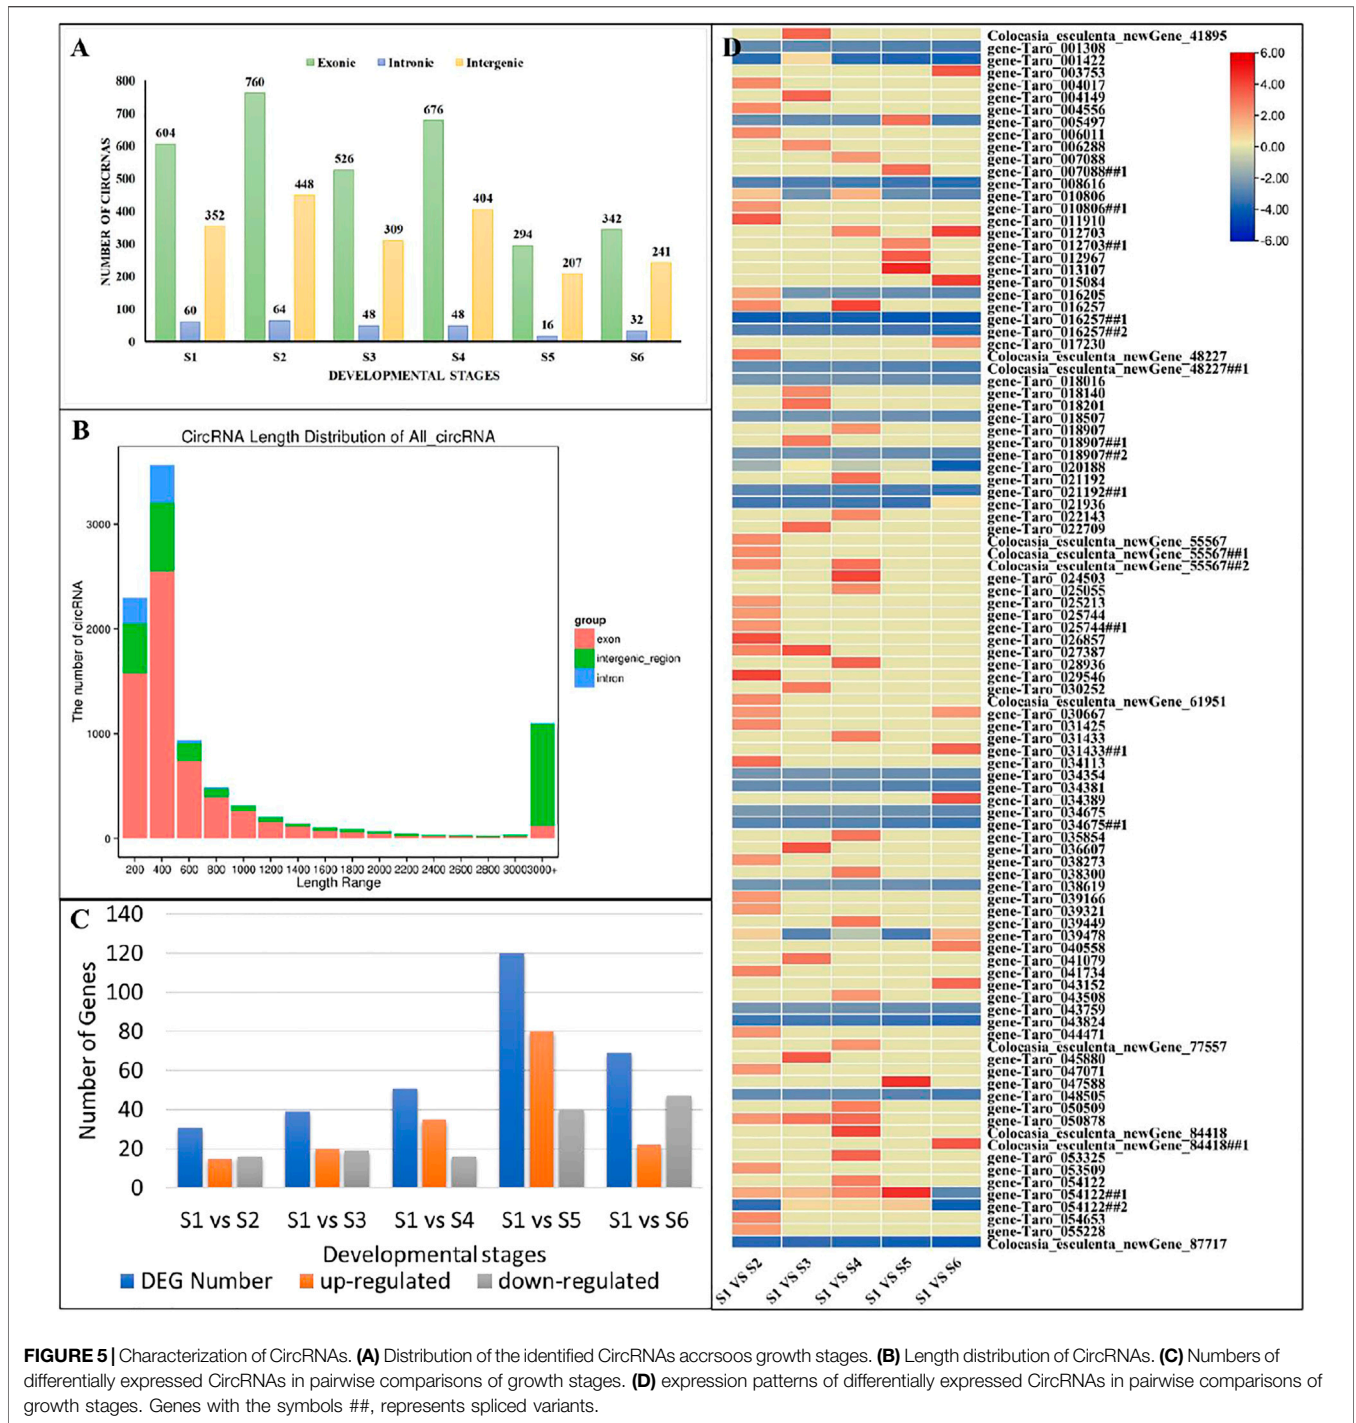 A
Exonic Intronic Intergenic
NUMBER OF CIRCRNAS
800
700
600
500
400
300
200
100
0
604
60
352
760
64
448
526
48
309
676
48
404
294
16
207
342
32
241
S1 S2 S3 S4 S5 S6
DEVELOPMENTAL STAGES
B
CircRNA Length Distribution of All_circRNA
The number of circRNA
3000
2000
1000
0
200 400 600 800 1000 1200 1400 1600 1800 2000 2200 2400 2600 2800 3000 3000+
Length Range
group
exon
intergenic_region
intron
C
Number of Genes
140
120
100
80
60
40
20
0
S1 vs S2 S1 vs S3 S1 vs S4 S1 vs S5 S1 vs S6
Developmental stages
DEG Number up-regulated down-regulated
D
Colocasia_esculenta_newGene_41895
gene-Taro_001308
gene-Taro_001422
gene-Taro_003753
gene-Taro_004017
gene-Taro_004149
gene-Taro_004556
gene-Taro_005497
gene-Taro_006011
gene-Taro_006288
gene-Taro_007088
gene-Taro_007088##1
gene-Taro_008616
gene-Taro_010806
gene-Taro_010806##1
gene-Taro_011910
gene-Taro_012703
gene-Taro_012703##1
gene-Taro_012967
gene-Taro_013107
gene-Taro_015084
gene-Taro_016205
gene-Taro_016257
gene-Taro_016257##1
gene-Taro_016257##2
gene-Taro_017230
Colocasia_esculenta_newGene_48227
Colocasia_esculenta_newGene_48227##1
gene-Taro_018016
gene-Taro_018140
gene-Taro_018201
gene-Taro_018507
gene-Taro_018907
gene-Taro_018907##1
gene-Taro_018907##2
gene-Taro_020188
gene-Taro_021192
gene-Taro_021192##1
gene-Taro_021936
gene-Taro_022143
gene-Taro_022709
Colocasia_esculenta_newGene_55567
Colocasia_esculenta_newGene_55567##1
Colocasia_esculenta_newGene_55567##2
gene-Taro_024503
gene-Taro_025055
gene-Taro_025213
gene-Taro_025744
gene-Taro_025744##1
gene-Taro_026857
gene-Taro_027387
gene-Taro_028936
gene-Taro_029546
gene-Taro_030252
Colocasia_esculenta_newGene_61951
gene-Taro_030667
gene-Taro_031425
gene-Taro_031433
gene-Taro_031433##1
gene-Taro_034113
gene-Taro_034354
gene-Taro_034381
gene-Taro_034389
gene-Taro_034675
gene-Taro_034675##1
gene-Taro_035854
gene-Taro_036607
gene-Taro_038273
gene-Taro_038300
gene-Taro_038619
gene-Taro_039166
gene-Taro_039321
gene-Taro_039449
gene-Taro_039478
gene-Taro_040558
gene-Taro_041079
gene-Taro_041734
gene-Taro_043152
gene-Taro_043508
gene-Taro_043759
gene-Taro_043824
gene-Taro_044471
Colocasia_esculenta_newGene_77557
gene-Taro_045880
gene-Taro_047071
gene-Taro_047588
gene-Taro_048505
gene-Taro_050509
gene-Taro_050878
Colocasia_esculenta_newGene_84418
Colocasia_esculenta_newGene_84418##1
gene-Taro_053325
gene-Taro_053509
gene-Taro_054122
gene-Taro_054122##1
gene-Taro_054122##2
gene-Taro_054653
gene-Taro_055228
Colocasia_esculenta_newGene_87717
6.00
4.00
2.00
0.00
-2.00
-4.00
-6.00
S1 VS S2 S1 VS S3 S1 VS S4 S1 VS S5 S1 VS S6
FIGURE 5 | Characterization of CircRNAs. (A) Distribution of the identified CircRNAs accrsoos growth stages. (B) Length distribution of CircRNAs. (C) Numbers of
differentially expressed CircRNAs in pairwise comparisons of growth stages. (D) expression patterns of differentially expressed CircRNAs in pairwise comparisons of
growth stages. Genes with the symbols ##, represents spliced variants.